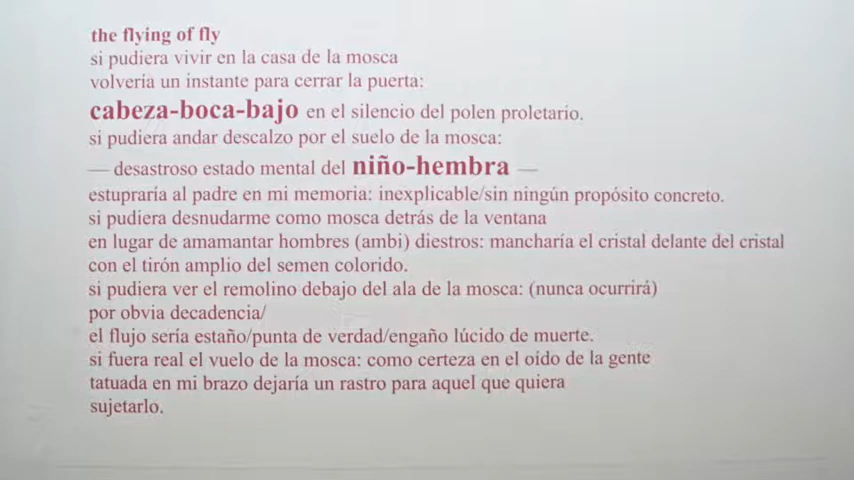 the flying of fly
si pudiera vivir en la casa de la mosca
volvería un instante para cerrar la puerta:
cabeza-boca-bajo en el silencio del polen proletario.
si pudiera andar descalzo por el suelo de la mosca:
— desastroso estado mental del niño-hembra —
estupraría al padre en mi memoria: inexplicable/sin ningún propósito concreto.
si pudiera desnudarme como mosca detrás de la ventana
en lugar de amamantar hombres (ambi) diestros: mancharía el cristal delante del cristal
con el tirón amplio del semen colorido.
si pudiera ver el remolino debajo del ala de la mosca: (nunca ocurrirá)
por obvia decadencia/
el flujo sería estaño/punta de verdad/engaño lúcido de muerte.
si fuera real el vuelo de la mosca: como certeza en el oído de la gente
tatuada en mi brazo dejaría un rastro para aquel que quiera
sujetarlo.